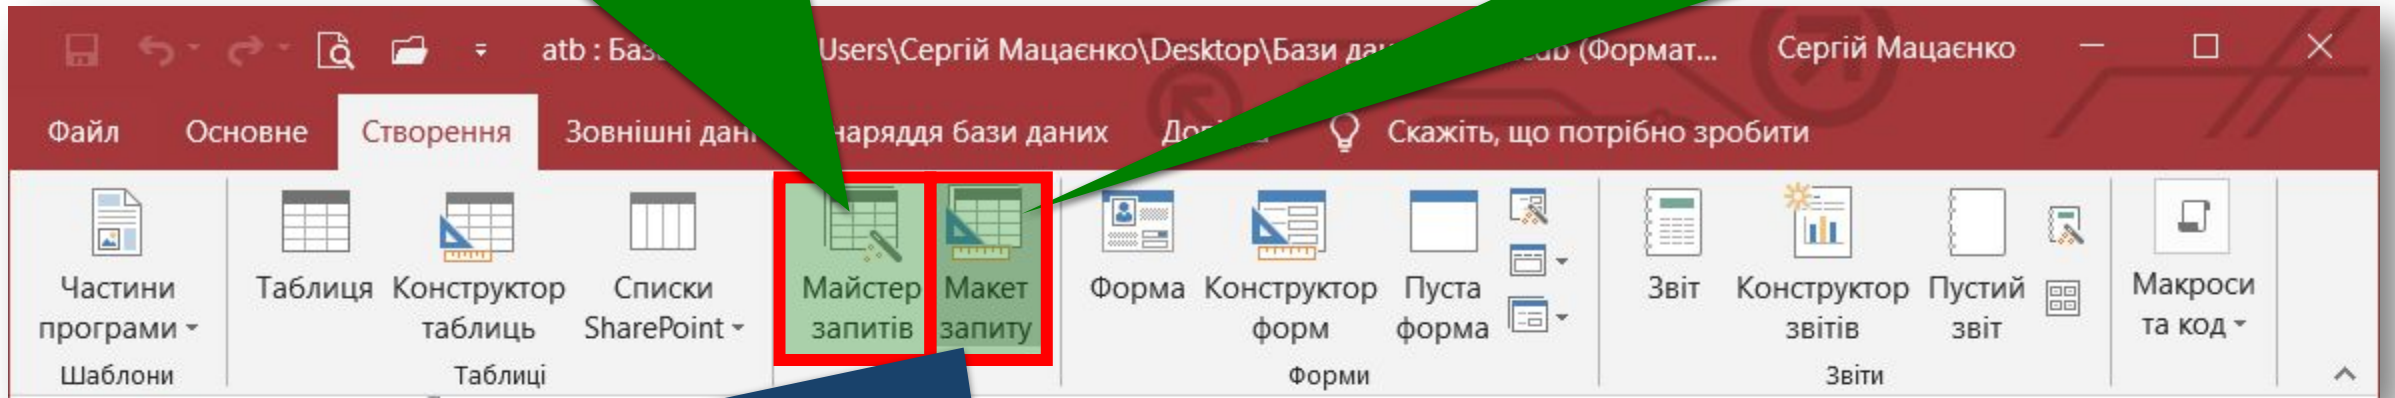 atb : Баз Users\Сергій Мацаєнко\Desktop\Бази да (Формат... Сергій Мацаєнко
Файл Основне Створення Зовнішні дані наряддя бази даних До Скажіть, що потрібно зробити
Частини програми
Таблиця
Конструктор таблиць
Списки SharePoint
Майстер запитів
Макет запиту
Форма
Конструктор форм
Пуста форма
Звіт
Конструктор звітів
Пустий звіт
Макроси та код
Шаблони Таблиці Форми Звіти